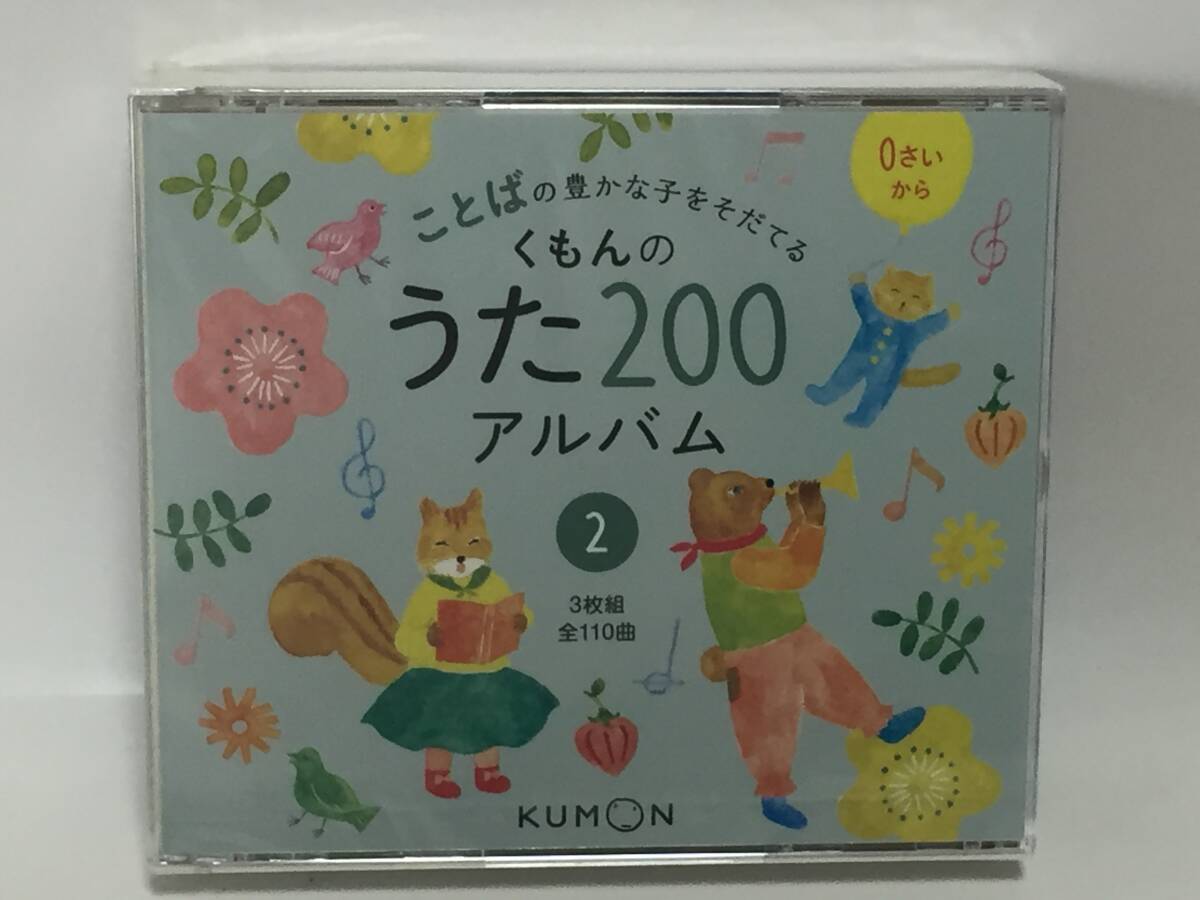 0さい
から
ことばの豊かな子をそだてる
くもんの
うた200
アルバム
2
3枚組
全110曲
KUMON